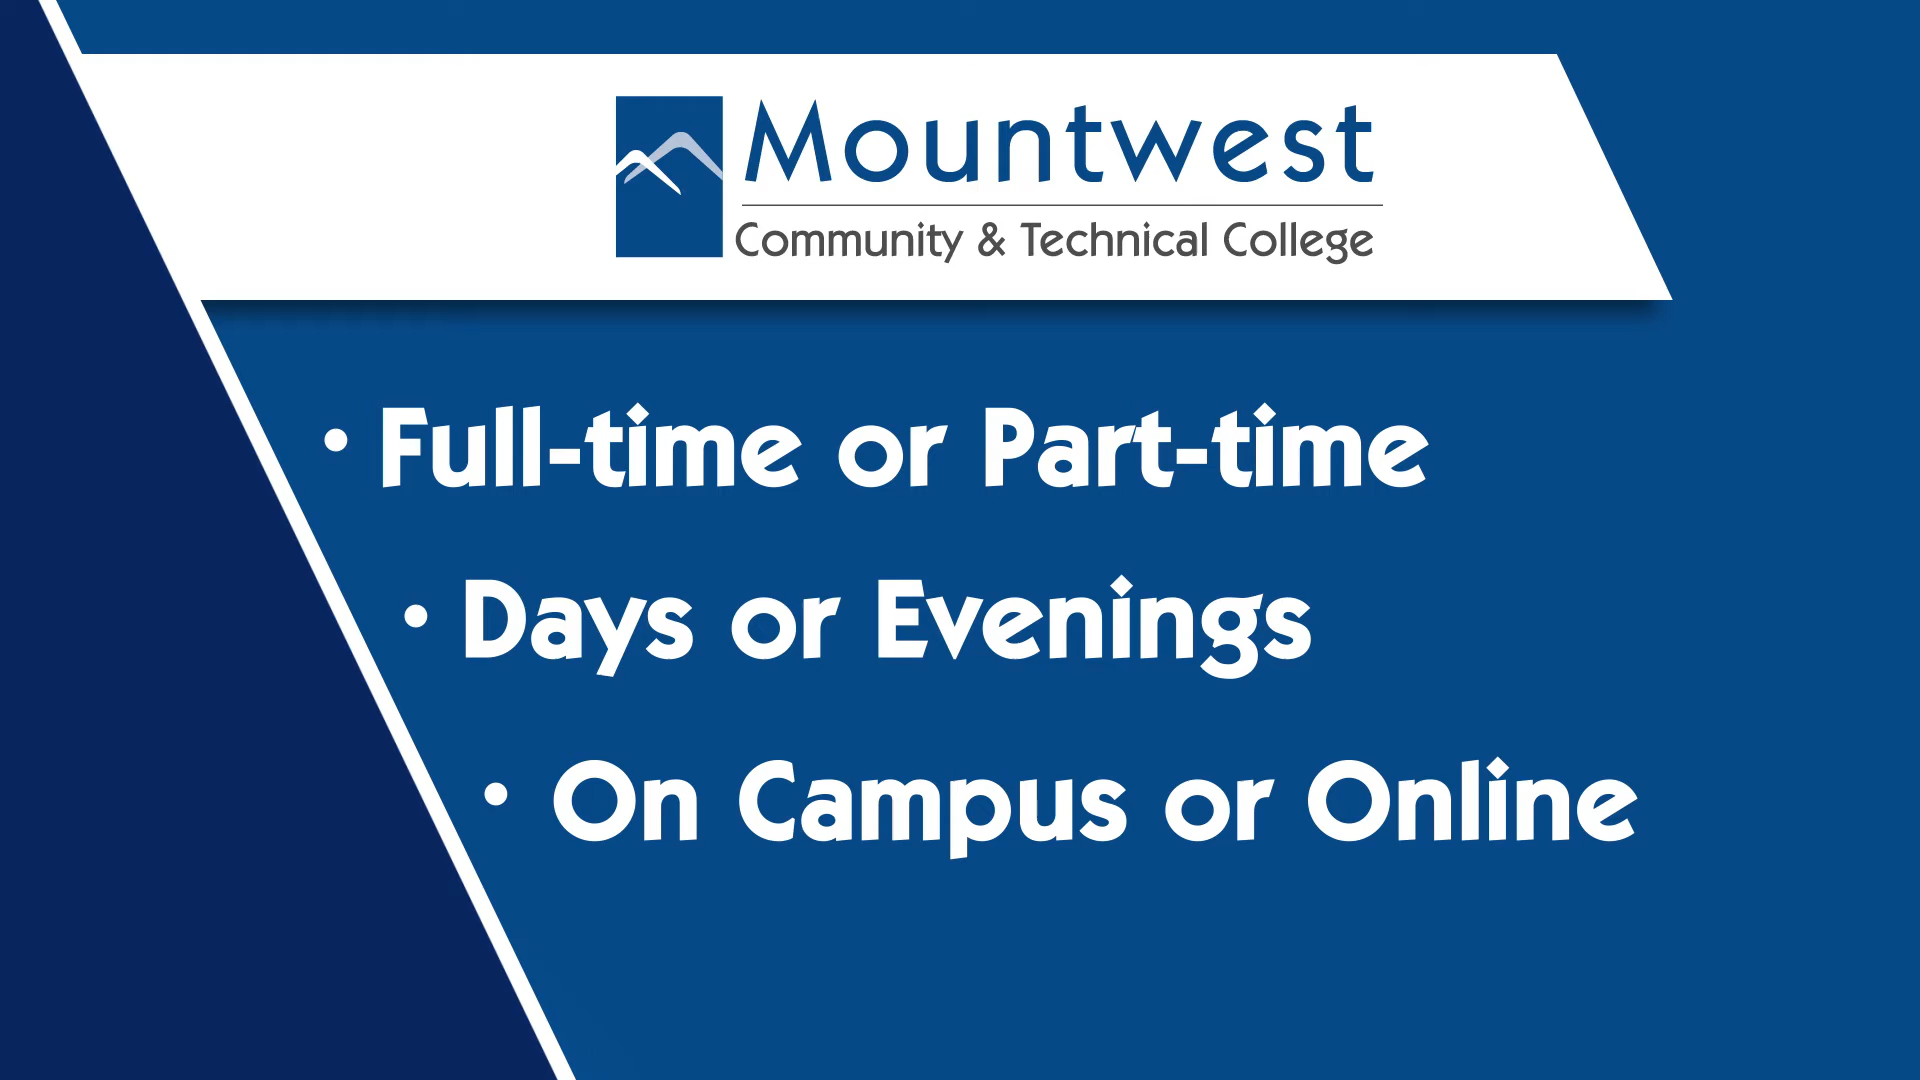 Mountwest
Community & Technical College
• Full-time or Part-time
• Days or Evenings
• On Campus or Online